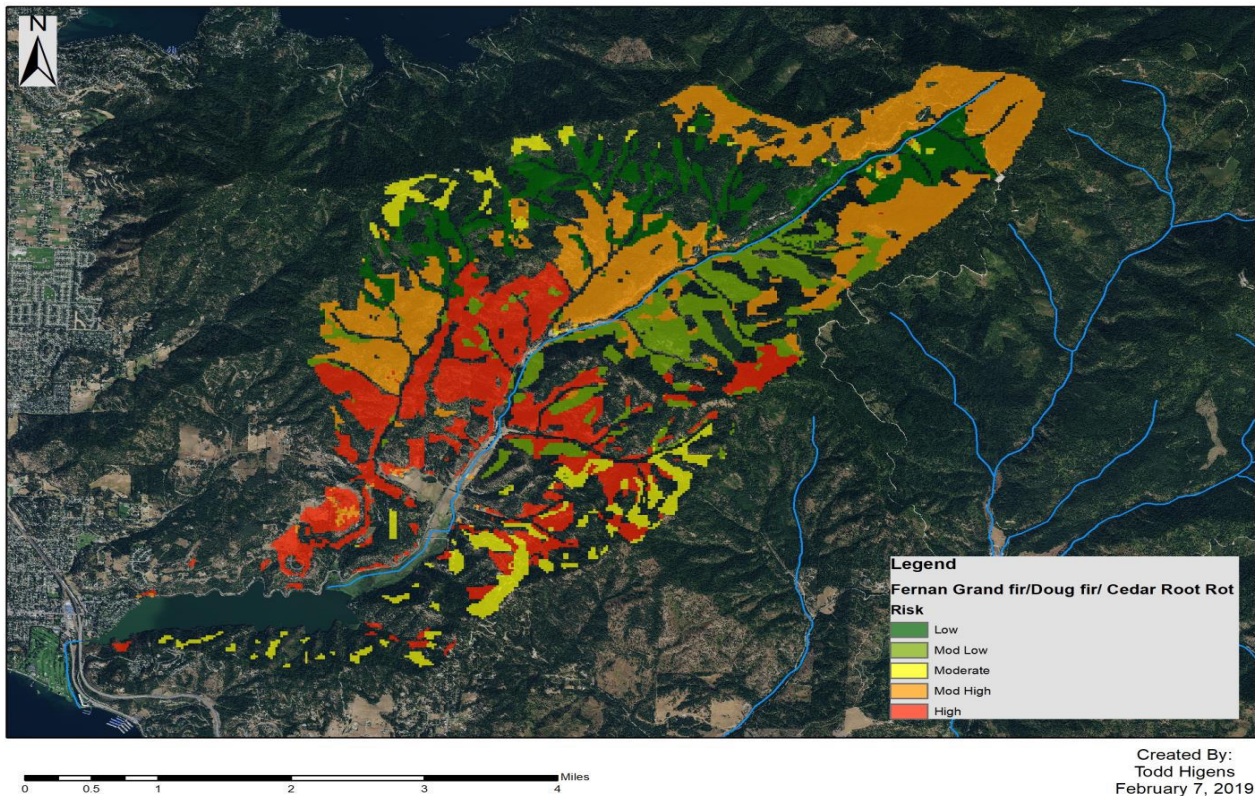 N
Legend
Fernan Grand fir/Doug fir/ Cedar Root Rot
Risk
Low
Mod Low
Moderate
Mod High
High
0 0.5 1 2 3 4 Miles
Created By:
Todd Higens
February 7, 2019